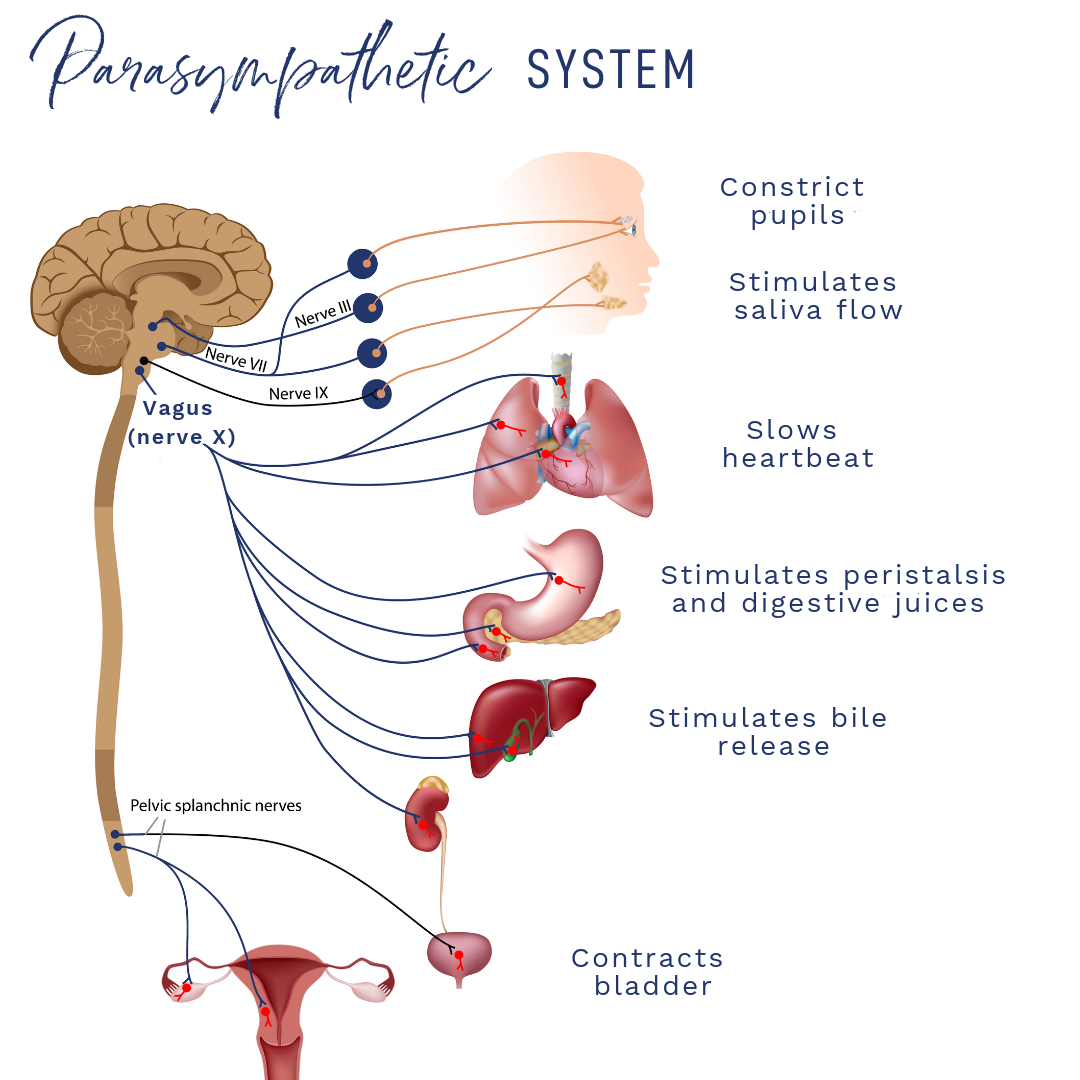 Parasympathetic SYSTEM
Constrict
pupils
Stimulates
saliva flow
Nerve III
Nerve VII
Nerve IX
Vagus
(nerve X)
Slows
heartbeat
Stimulates peristalsis
and digestive juices
Stimulates bile
release
Pelvic splanchnic nerves
Contracts
bladder